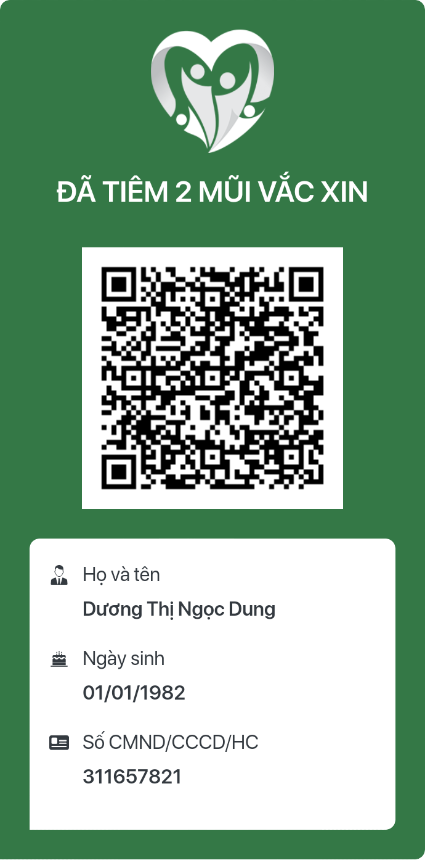 ĐÃ TIÊM 2 MŨI VẮC XIN
Họ và tên
Dương Thị Ngọc Dung
Ngày sinh
01/01/1982
Số CMND/CCCD/HC
311657821